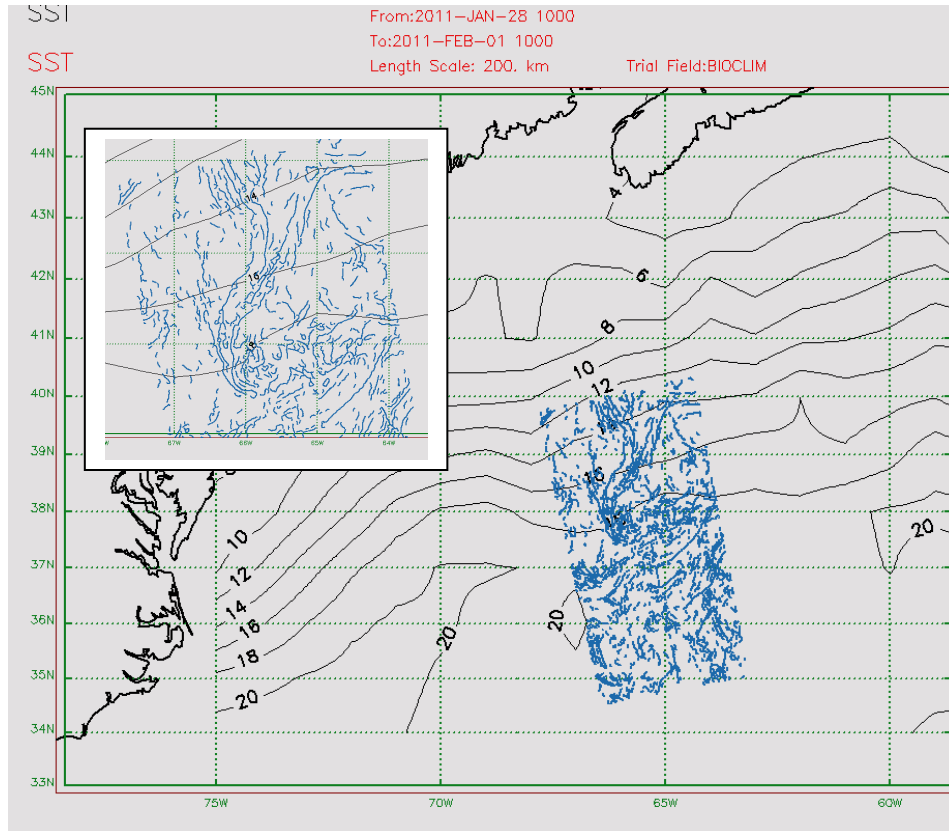 SST
From:2011-JAN-28 1000
To:2011-FEB-01 1000
SST
Length Scale: 200. km Trial Field:BIOCLIM
45N
44N
43N
42N
41N
40N
39N
38N
37N
36N
35N
34N
33N
14
16
67W 66W 65W 64W
4
6
8
10
12
16
10
12
14
16
18
20
20
20
20
75W 70W 65W 60W